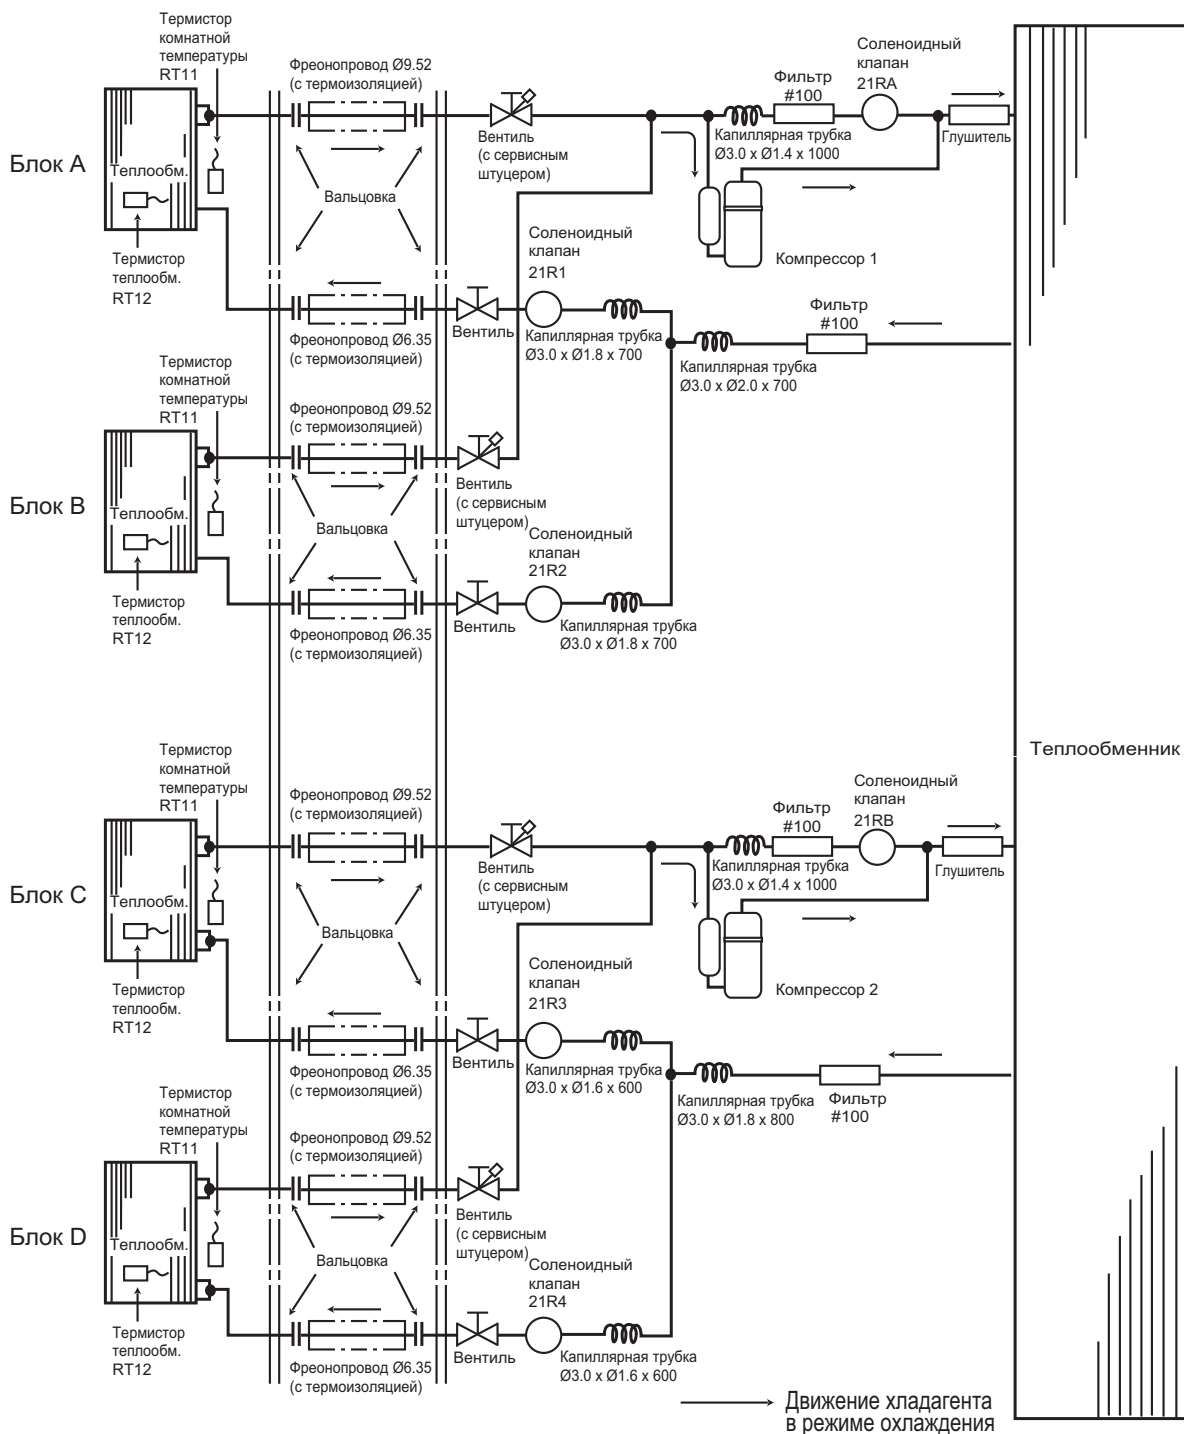 Термистор
комнатной
температуры
RT11
Фреонопровод Ø9.52
(с термоизоляцией)
Соленоидный
клапан
21RA
Фильтр
#100
Вентиль
(с сервисным
штуцером)
Капиллярная трубка
Ø3.0 x Ø1.4 x 1000
Глушитель
Блок A
Теплообм.
Вальцовка
Термистор
теплообм.
RT12
Соленоидный
клапан
21R1
Компрессор 1
Фильтр
#100
Фреонопровод Ø6.35
(с термоизоляцией)
Вентиль
Капиллярная трубка
Ø3.0 x Ø1.8 x 700
Капиллярная трубка
Ø3.0 x Ø2.0 x 700
Термистор
комнатной
температуры
RT11
Фреонопровод Ø9.52
(с термоизоляцией)
Блок B
Теплообм.
Вальцовка
Вентиль
(с сервисным
штуцером)
Соленоидный
клапан
21R2
Термистор
теплообм.
RT12
Фреонопровод Ø6.35
(с термоизоляцией)
Вентиль
Капиллярная трубка
Ø3.0 x Ø1.8 x 700
Теплообменник
Термистор
комнатной
температуры
RT11
Фреонопровод Ø9.52
(с термоизоляцией)
Соленоидный
клапан
21RB
Фильтр
#100
Вентиль
(с сервисным
штуцером)
Капиллярная трубка
Ø3.0 x Ø1.4 x 1000
Глушитель
Блок C
Теплообм.
Вальцовка
Термистор
теплообм.
RT12
Соленоидный
клапан
21R3
Компрессор 2
Фреонопровод Ø6.35
(с термоизоляцией)
Вентиль
Капиллярная трубка
Ø3.0 x Ø1.6 x 600
Капиллярная трубка
Ø3.0 x Ø1.8 x 800
Фильтр
#100
Термистор
комнатной
температуры
RT11
Фреонопровод Ø9.52
(с термоизоляцией)
Блок D
Теплообм.
Вальцовка
Вентиль
(с сервисным
штуцером)
Соленоидный
клапан
21R4
Термистор
теплообм.
RT12
Фреонопровод Ø6.35
(с термоизоляцией)
Вентиль
Капиллярная трубка
Ø3.0 x Ø1.6 x 600
Движение хладагента
в режиме охлаждения